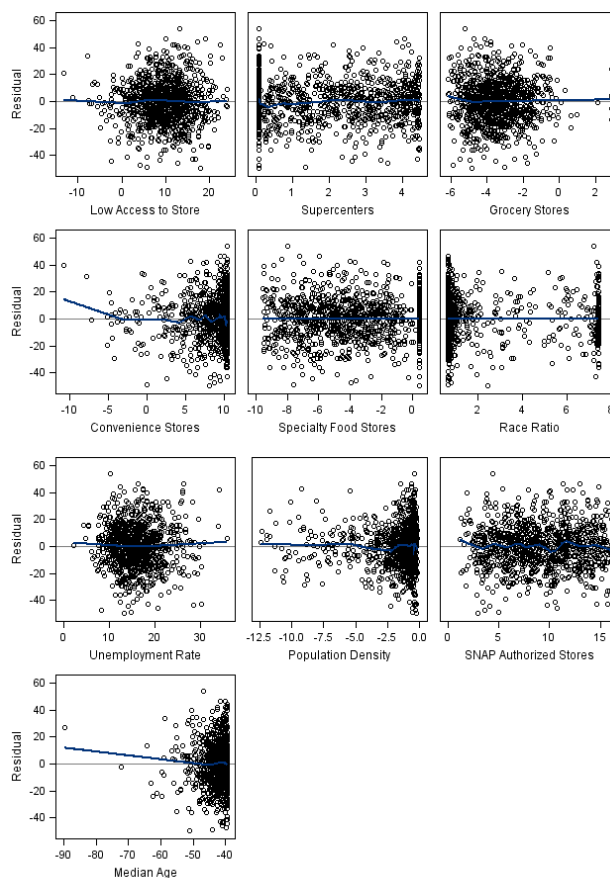 60
40
20
0
-20
-40
Residual
-10 0 10 20
Low Access to Store
0 1 2 3 4
Supercenters
-6 -4 -2 0 2
Grocery Stores
60
40
20
0
-20
-40
Residual
-10 -5 0 5 10
Convenience Stores
-10 -8 -6 -4 -2 0
Specialty Food Stores
2 4 6 8
Race Ratio
60
40
20
0
-20
-40
Residual
0 10 20 30
Unemployment Rate
-12.5 -10.0 -7.5 -5.0 -2.5 0.0
Population Density
0 5 10 15
SNAP Authorized Stores
60
40
20
0
-20
-40
Residual
-90 -80 -70 -60 -50 -40
Median Age